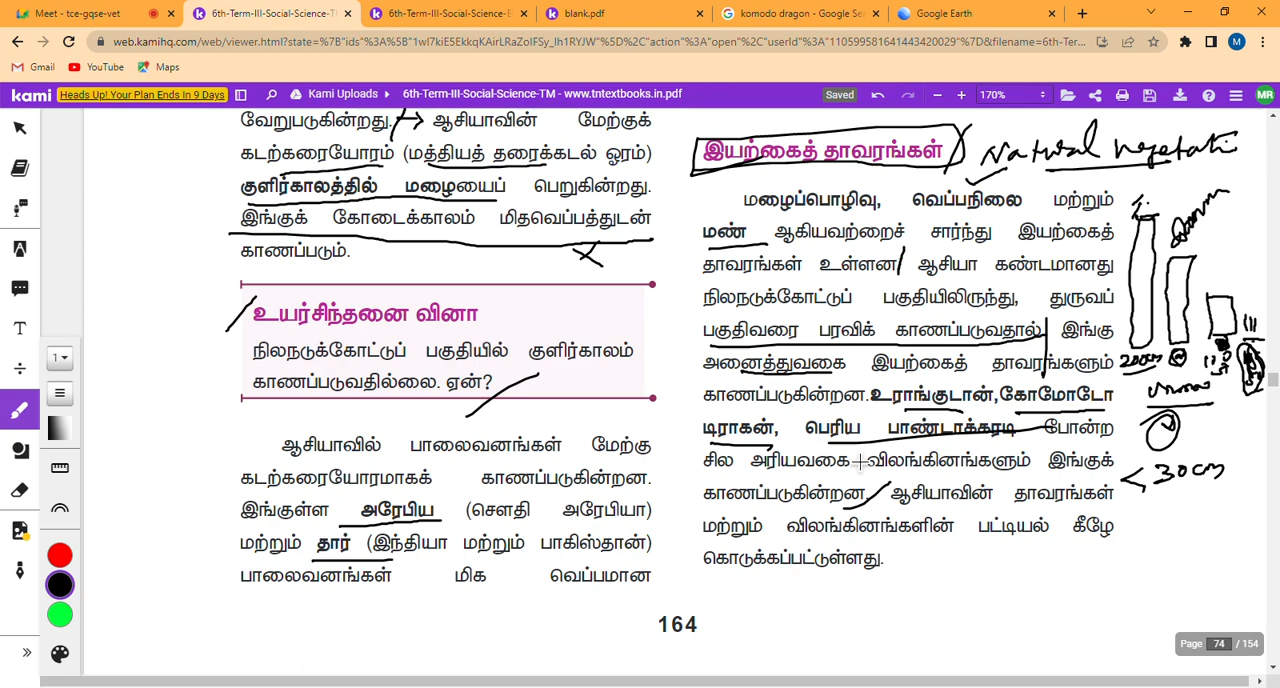 Meet - tce-gqse-vet
6th-Term-III-Social-Science-T
6th-Term-III-Social-Science-E
blank.pdf
komodo dragon - Google Se
Google Earth
Gmail
YouTube
Maps
kami
Heads Up! Your Plan Ends In 9 Days
Kami Uploads
6th-Term-III-Social-Science-TM - www.tntextbooks.in.pdf
Saved
170%
MR
M
1
வேறுபடுகின்றது. ஆசியாவின் மேற்குக்
கடற்கரையோரம் (மத்தியத் தரைக்கடல் ஓரம்)
குளிர்காலத்தில் மழையைப் பெறுகின்றது.
இங்குக் கோடைக்காலம் மிதவெப்பத்துடன்
காணப்படும்.
உயர்சிந்தனை வினா
நிலநடுக்கோட்டுப் பகுதியில் குளிர்காலம்
காணப்படுவதில்லை. ஏன்?
ஆசியாவில் பாலைவனங்கள் மேற்கு
கடற்கரையோரமாகக் காணப்படுகின்றன.
இங்குள்ள அரேபிய (சௌதி அரேபியா)
மற்றும் தார் (இந்தியா மற்றும் பாகிஸ்தான்)
பாலைவனங்கள் மிக வெப்பமான
இயற்கைத் தாவரங்கள்
Natural vegetati
மழைப்பொழிவு, வெப்பநிலை மற்றும்
மண் ஆகியவற்றைச் சார்ந்து இயற்கைத்
தாவரங்கள் உள்ளன ஆசியா கண்டமானது
நிலநடுக்கோட்டுப் பகுதியிலிருந்து, துருவப்
பகுதிவரை பரவிக் காணப்படுவதால் இங்கு
அனைத்துவகை இயற்கைத் தாவரங்களும்
காணப்படுகின்றன.உராங்குடான்,கோமோடோ
டிராகன், பெரிய பாண்டாக்கரடி போன்ற
சில அரியவகை விலங்கினங்களும் இங்குக்
காணப்படுகின்றன. ஆசியாவின் தாவரங்கள்
மற்றும் விலங்கினங்களின் பட்டியல் கீழே
கொடுக்கப்பட்டுள்ளது.
200cm
< 30cm
164
Page 74 / 154